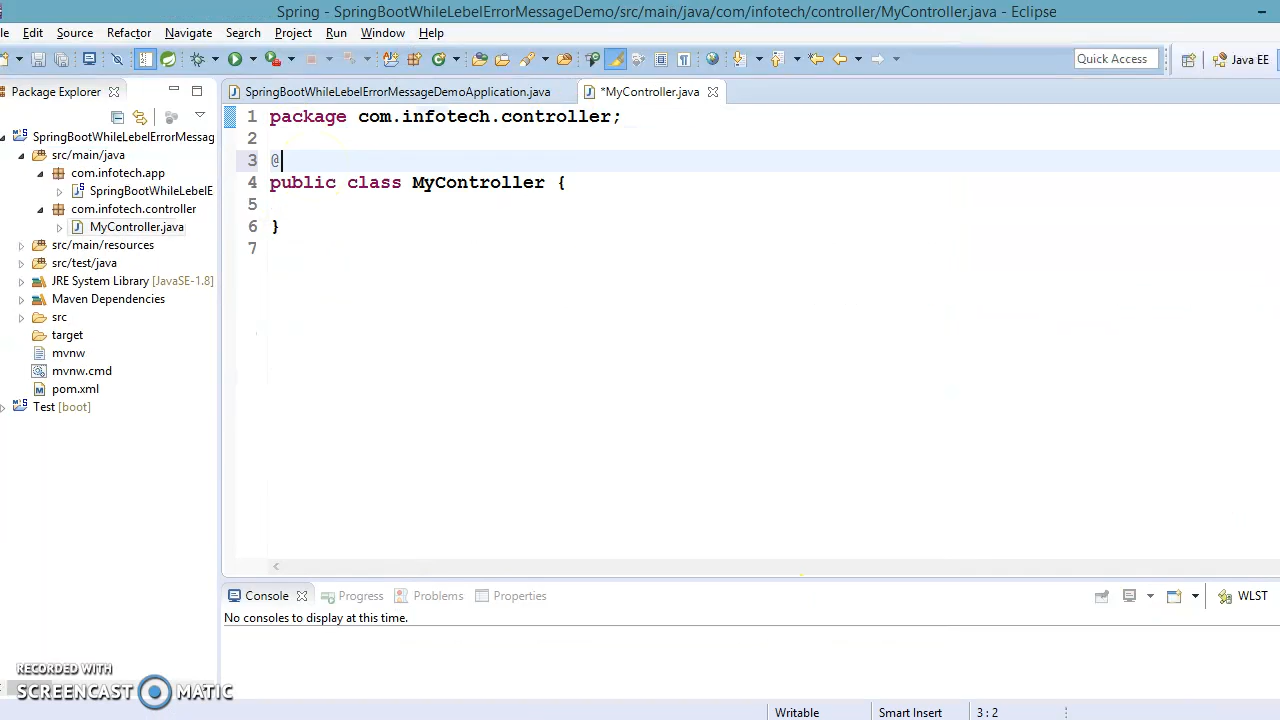 Spring - SpringBootWhileLebelErrorMessageDemo/src/main/java/com/infotech/controller/MyController.java - Eclipse
Edit Source Refactor Navigate Search Project Run Window Help
Quick Access
Java EE
Package Explorer
SpringBootWhileLebelErrorMessag
src/main/java
com.infotech.app
SpringBootWhileLebelE
com.infotech.controller
MyController.java
src/main/resources
src/test/java
JRE System Library [JavaSE-1.8]
Maven Dependencies
src
target
mvnw
mvnw.cmd
pom.xml
Test [boot]
SpringBootWhileLebelErrorMessageDemoApplication.java
*MyController.java
1 package com.infotech.controller;
2
3 @
4 public class MyController {
5
6 }
7
Console Progress Problems Properties
WLST
No consoles to display at this time.
RECORDED WITH
SCREENCAST MATIC
Writable Smart Insert 3 : 2